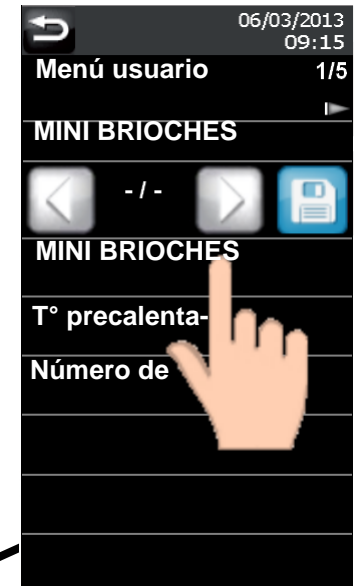 06/03/2013
09:15
Menú usuario 1/5
MINI BRIOCHES
- / -
MINI BRIOCHES
T° precalenta-
Número de